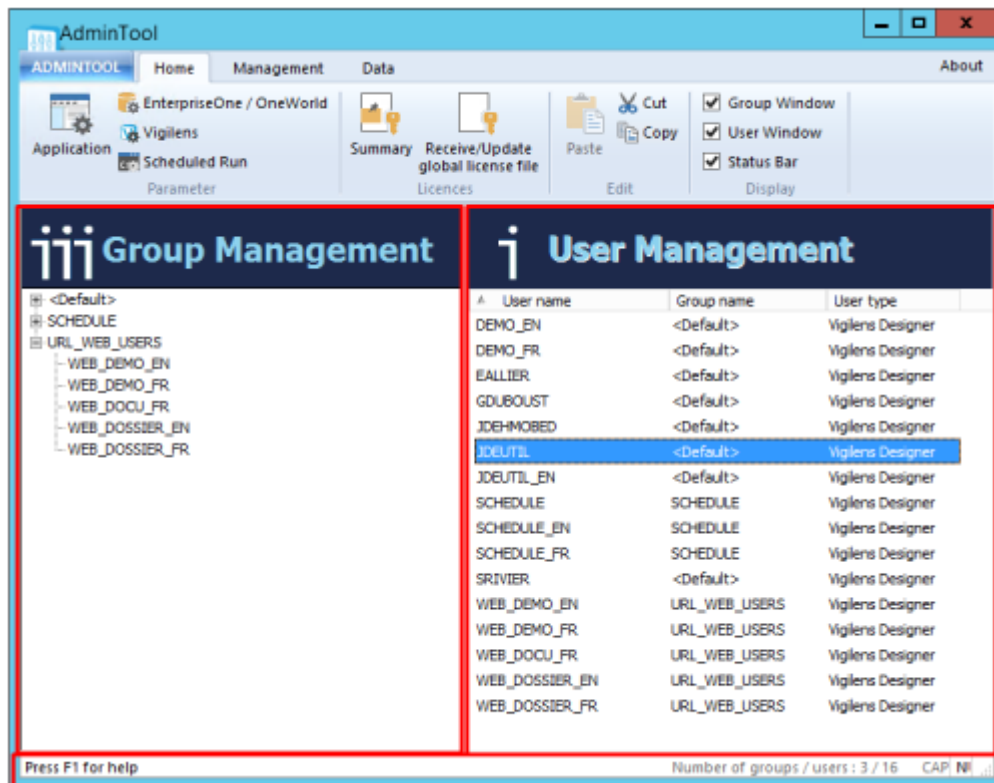 AdminTool
ADMINTOOL Home Management Data About
EnterpriseOne / OneWorld
Vigilens
Scheduled Run
Application
Parameter
Summary
Receive/Update
global license file
Licences
Paste
Cut
Copy
Edit
Group Window
User Window
Status Bar
Display
Group Management
<Default>
SCHEDULE
URL_WEB_USERS
WEB_DEMO_EN
WEB_DEMO_FR
WEB_DOCU_FR
WEB_DOSSIER_EN
WEB_DOSSIER_FR
User Management
User name Group name User type
DEMO_EN <Default> Vigilens Designer
DEMO_FR <Default> Vigilens Designer
EALLIER <Default> Vigilens Designer
GDUBOUST <Default> Vigilens Designer
JDEHMOBED <Default> Vigilens Designer
JDEUTIL <Default> Vigilens Designer
JDEUTIL_EN <Default> Vigilens Designer
SCHEDULE SCHEDULE Vigilens Designer
SCHEDULE_EN SCHEDULE Vigilens Designer
SCHEDULE_FR SCHEDULE Vigilens Designer
SRIVIER <Default> Vigilens Designer
WEB_DEMO_EN URL_WEB_USERS Vigilens Designer
WEB_DEMO_FR URL_WEB_USERS Vigilens Designer
WEB_DOCU_FR URL_WEB_USERS Vigilens Designer
WEB_DOSSIER_EN URL_WEB_USERS Vigilens Designer
WEB_DOSSIER_FR URL_WEB_USERS Vigilens Designer
Press F1 for help Number of groups / users : 3 / 16 CAP